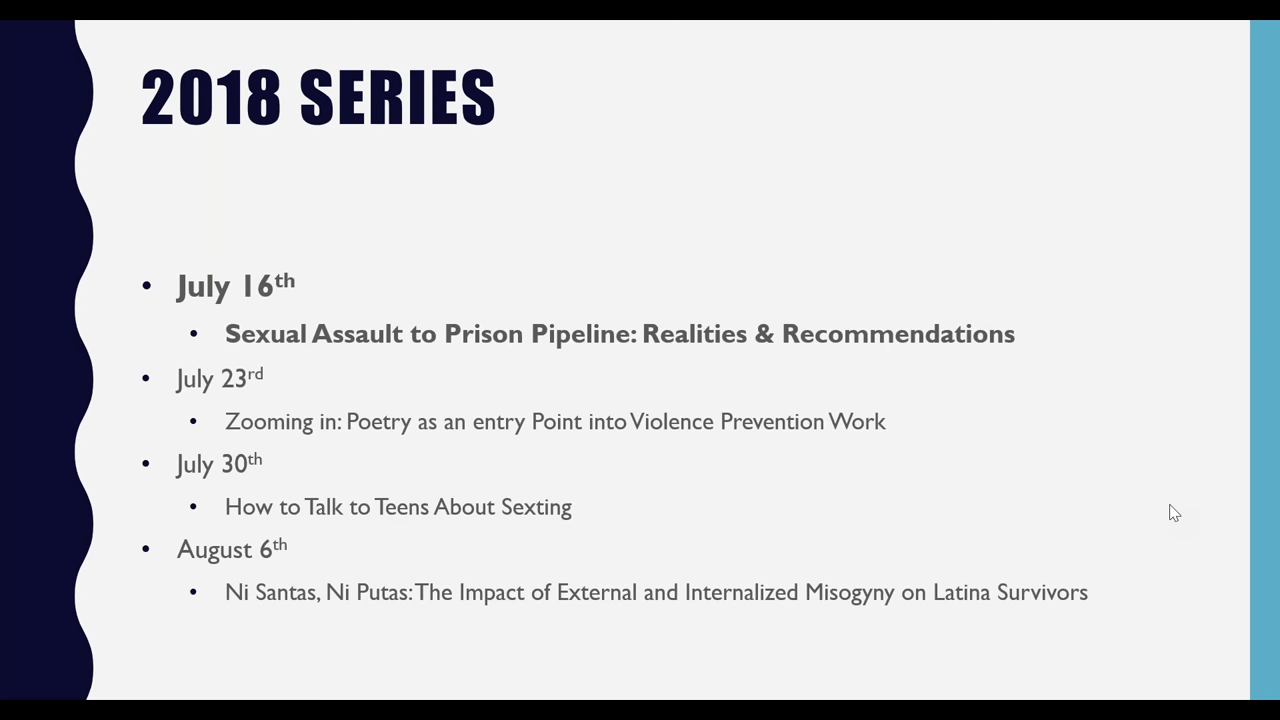 2018 SERIES
• July 16th
• Sexual Assault to Prison Pipeline: Realities & Recommendations
• July 23rd
• Zooming in: Poetry as an entry Point into Violence Prevention Work
• July 30th
• How to Talk to Teens About Sexting
• August 6th
• Ni Santas, Ni Putas: The Impact of External and Internalized Misogyny on Latina Survivors